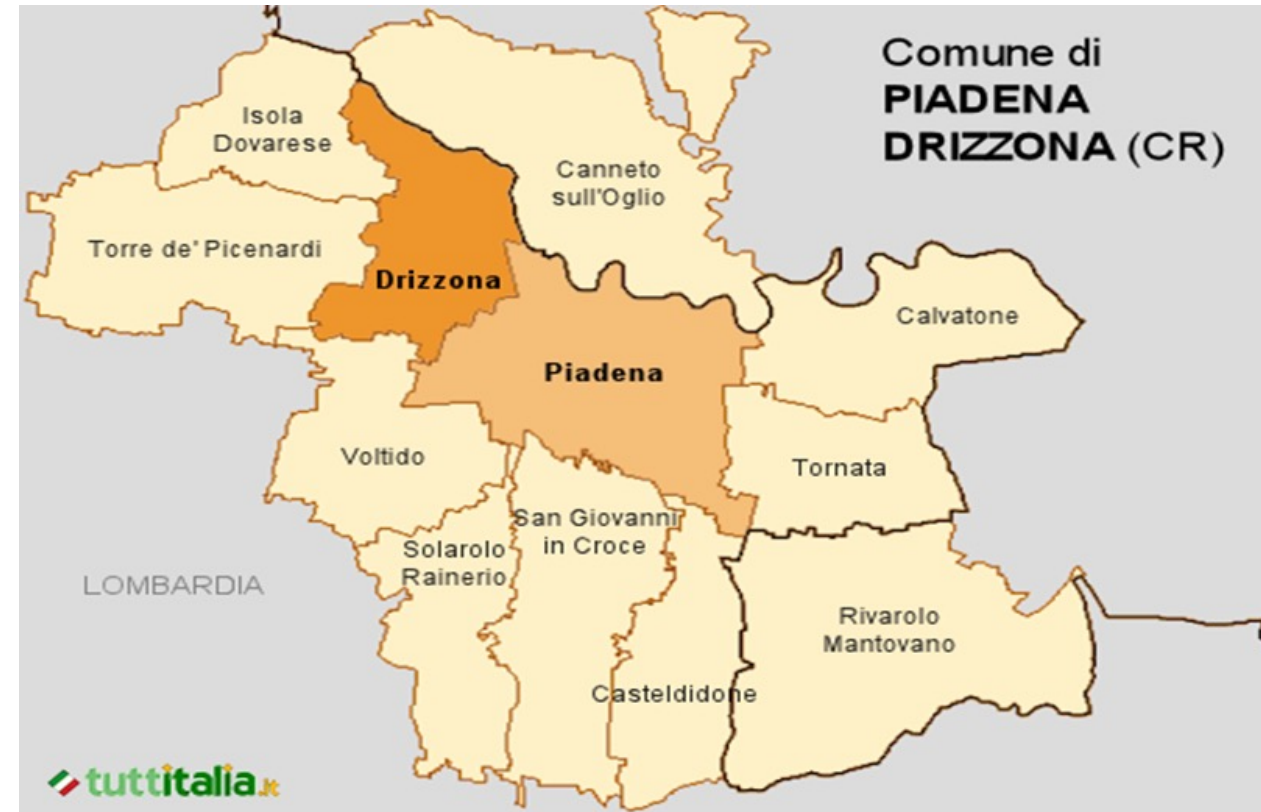 Comune di
PIADENA
DRIZZONA (CR)
Isola
Dovarese
Canneto
sull'Oglio
Torre de' Picenardi
Drizzona
Calvatone
Piadena
Voltido
Tornata
San Giovanni
in Croce
Solarolo
Rainerio
LOMBARDIA
Rivarolo
Mantovano
Casteldidone
tuttitalia.it